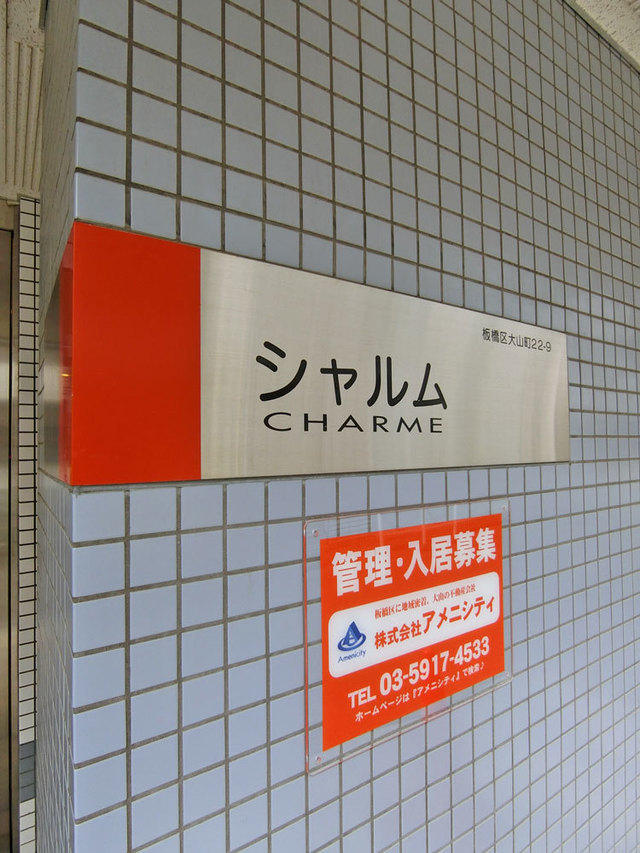 板橋区大山町22-9
シャルム
CHARME
管理・入居募集
板橋区に地域密着、大山の不動産会社
株式会社アメニシティ
Amenicity
TEL 03-5917-4533
ホームページは『アメニシティ』で検索♪